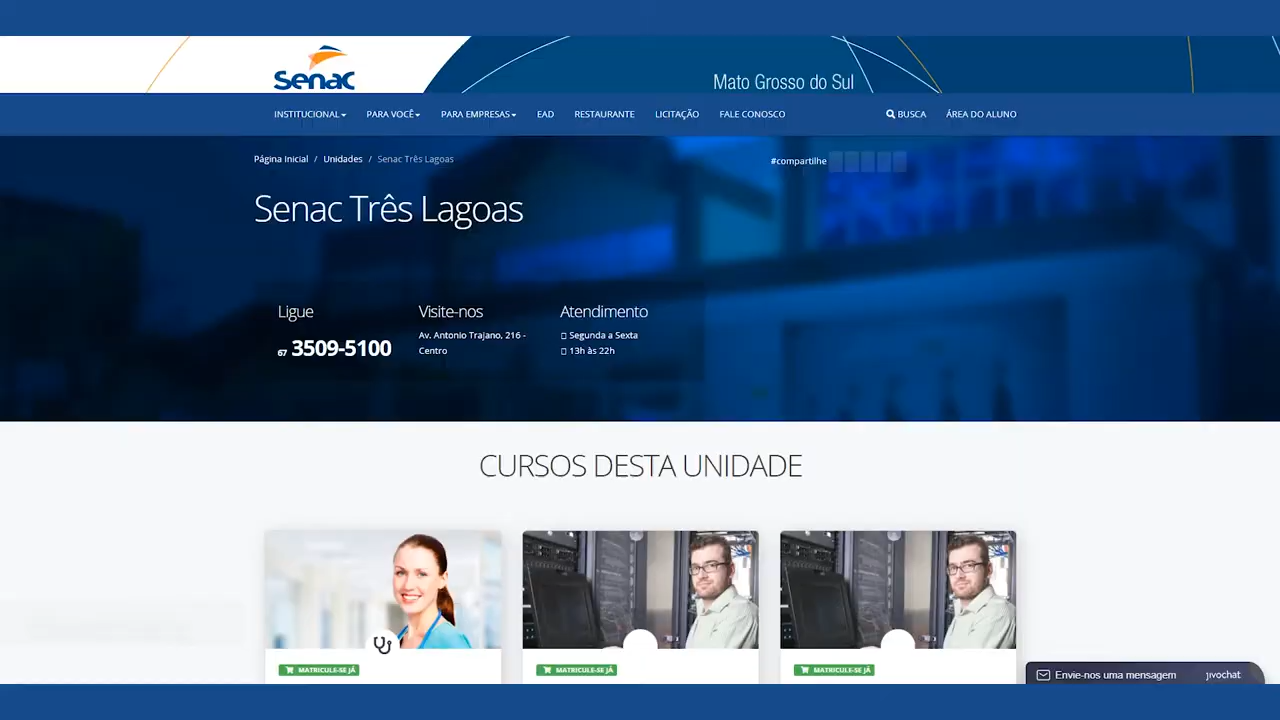 Senac
Mato Grosso do Sul
INSTITUCIONAL
PARA VOCÊ
PARA EMPRESAS
EAD
RESTAURANTE
LICITAÇÃO
FALE CONOSCO
BUSCA
ÁREA DO ALUNO
Página Inicial / Unidades / Senac Três Lagoas
#compartilhe
Senac Três Lagoas
Ligue
67 3509-5100
Visite-nos
Av. Antonio Trajano, 216 -
Centro
Atendimento
Segunda a Sexta
13h às 22h
CURSOS DESTA UNIDADE
MATRICULE-SE JÁ
MATRICULE-SE JÁ
MATRICULE-SE JÁ
Envie-nos uma mensagem
jivochat